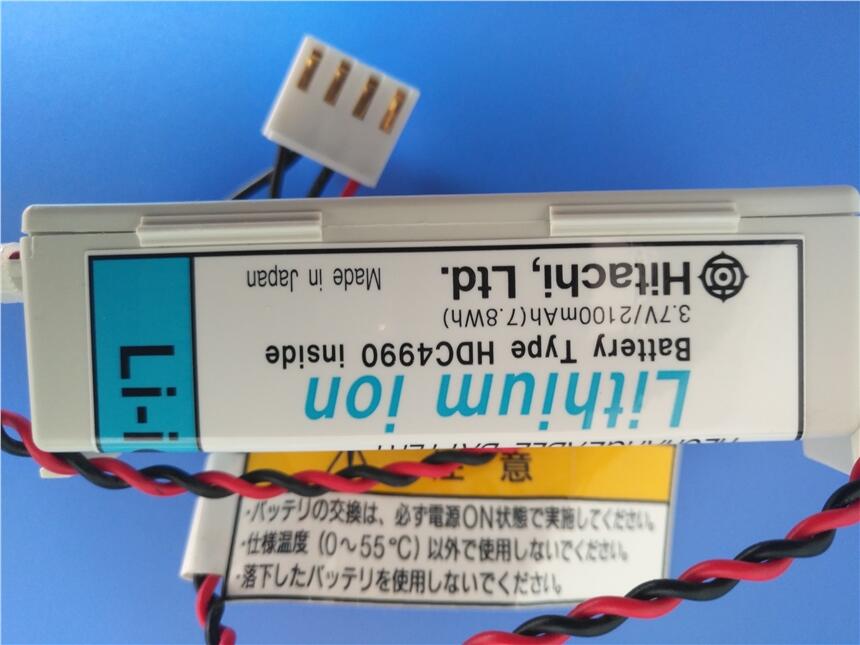 RECHARGEABLE BATTERY
Lithium ion
Battery Type HDC4990 inside
3.7V/2100mAh(7.8Wh)
Hitachi, Ltd.
Made in Japan
意
・バッテリの交換は、必ず電源ON状態で実施してください。
・仕様温度（0～55℃）以外で使用しないでください。
・落下したバッテリを使用しないでください。